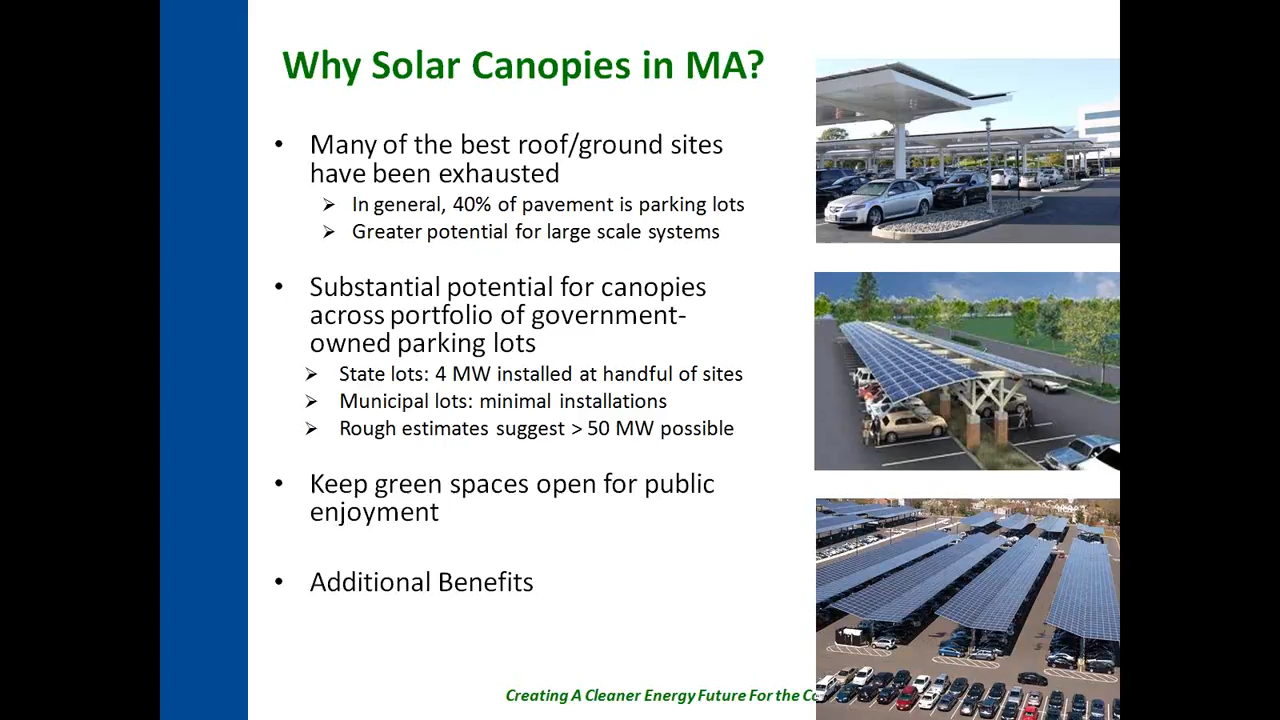 Why Solar Canopies in MA?
• Many of the best roof/ground sites
have been exhausted
➢ In general, 40% of pavement is parking lots
➢ Greater potential for large scale systems
• Substantial potential for canopies
across portfolio of government-
owned parking lots
➢ State lots: 4 MW installed at handful of sites
➢ Municipal lots: minimal installations
➢ Rough estimates suggest > 50 MW possible
• Keep green spaces open for public
enjoyment
• Additional Benefits
Creating A Cleaner Energy Future For the